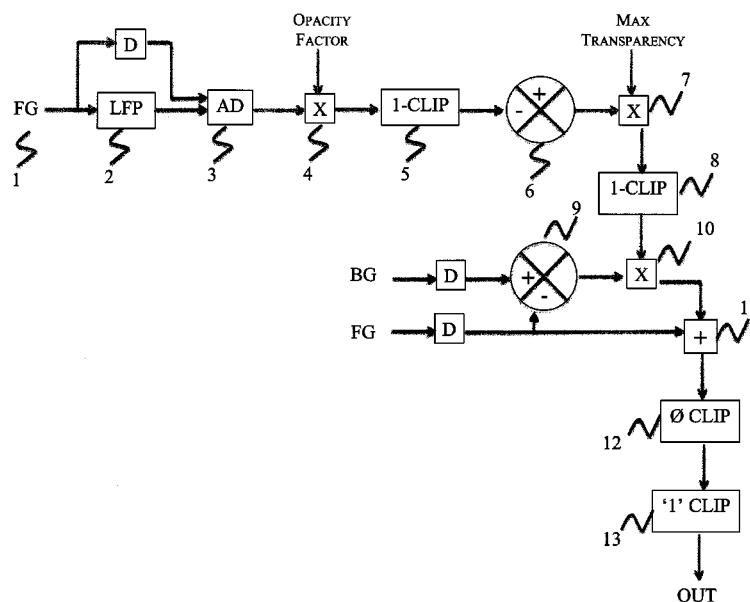 OPACITY
FACTOR
MAX
TRANSPARENCY
D
FG
LFP
AD
X
1-CLIP
- +
X
7
1
2
3
4
5
6
8
1-CLIP
9
10
BG
D
+
-
X
FG
D
+
1
Ø CLIP
12
'1' CLIP
13
OUT